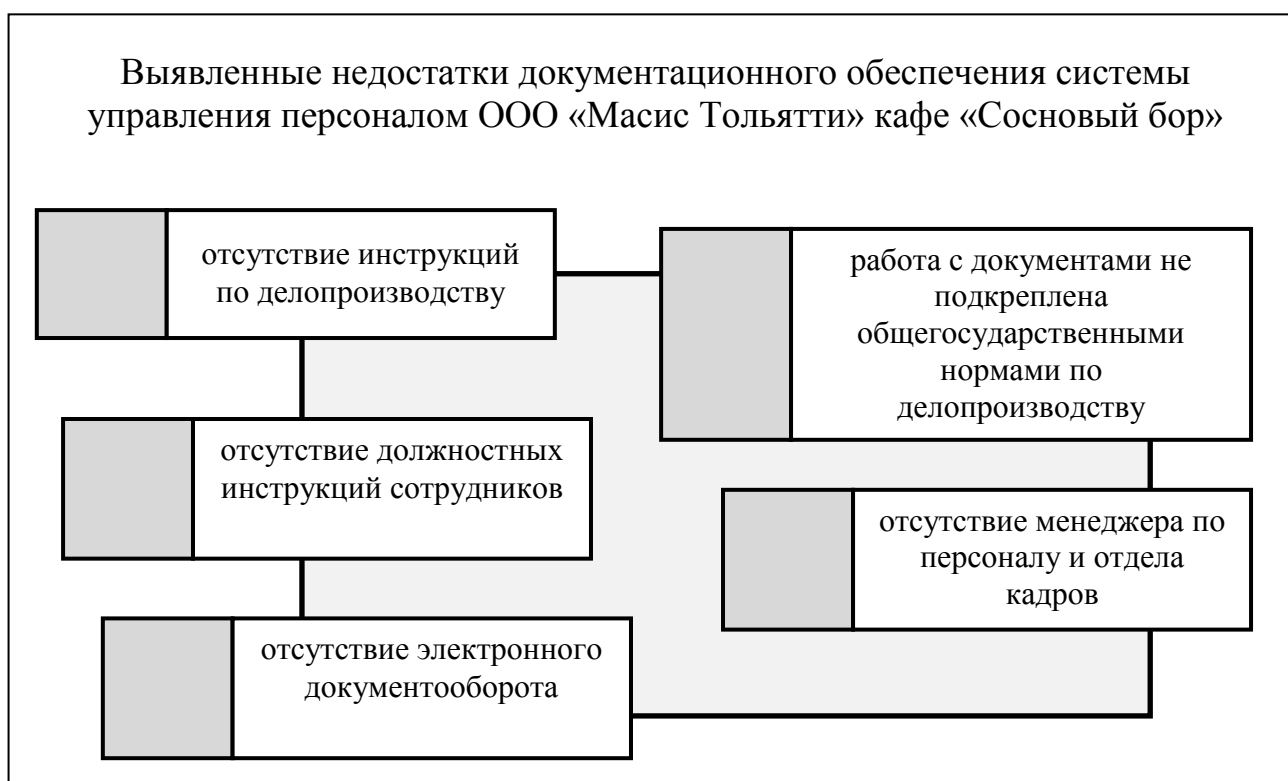 Выявленные недостатки документационного обеспечения системы
управления персоналом ООО «Масис Тольятти» кафе «Сосновый бор»
отсутствие инструкций
по делопроизводству
работа с документами не
подкреплена
общегосударственными
нормами по
делопроизводству
отсутствие должностных
инструкций сотрудников
отсутствие менеджера по
персоналу и отдела
кадров
отсутствие электронного
документооборота